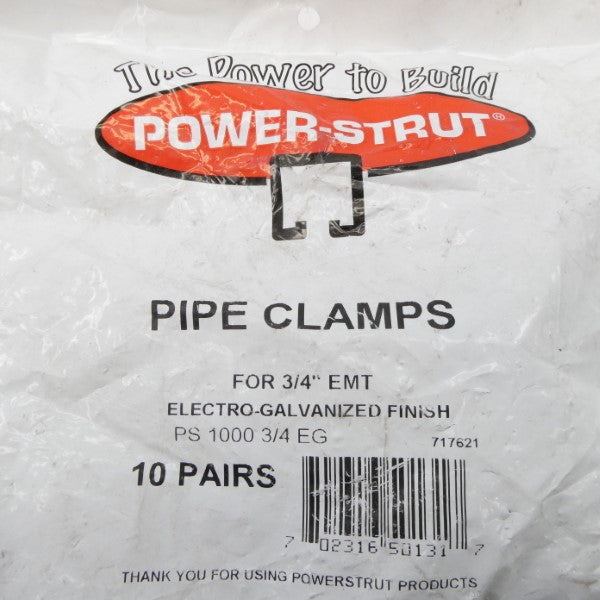 The Power to Build
POWER-STRUT®
PIPE CLAMPS
FOR 3/4" EMT
ELECTRO-GALVANIZED FINISH
PS 1000 3/4 EG
717621
10 PAIRS
7 02316 50131 7
THANK YOU FOR USING POWERSTRUT PRODUCTS